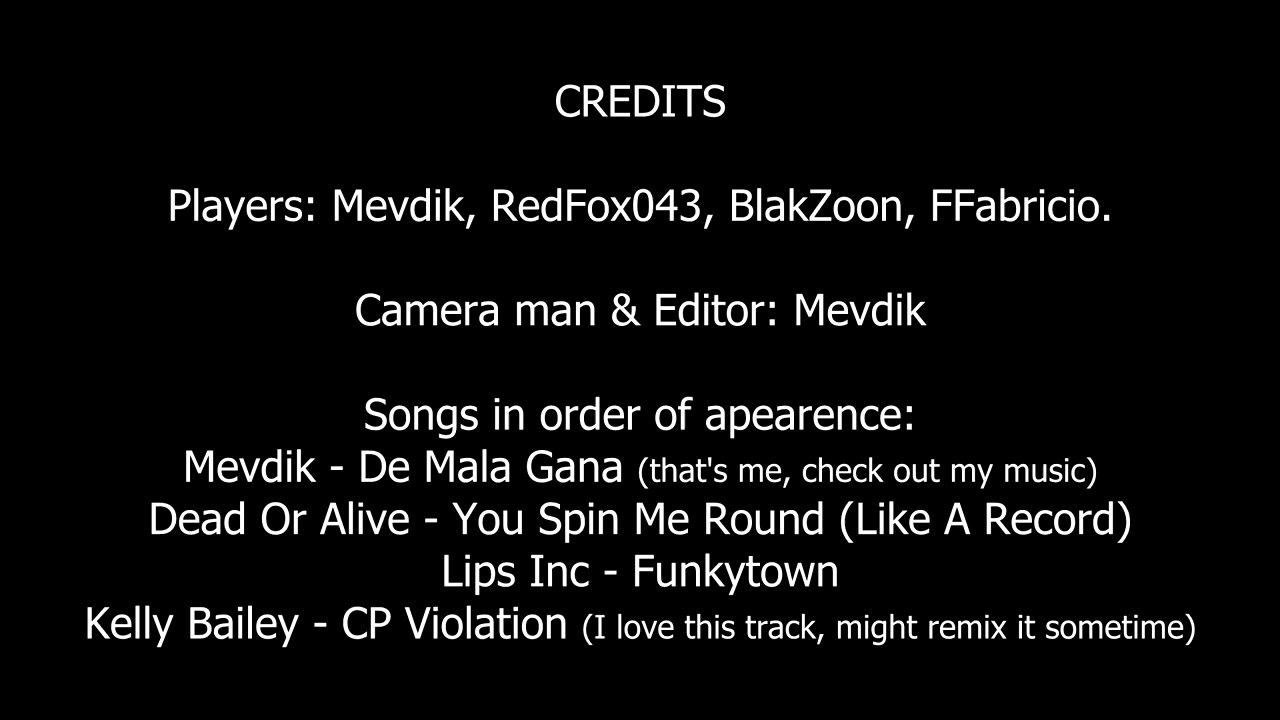 CREDITS
Players: Mevdik, RedFox043, BlakZoon, FFabricio.
Camera man & Editor: Mevdik
Songs in order of apearence:
Mevdik - De Mala Gana (that's me, check out my music)
Dead Or Alive - You Spin Me Round (Like A Record)
Lips Inc - Funkytown
Kelly Bailey - CP Violation (I love this track, might remix it sometime)